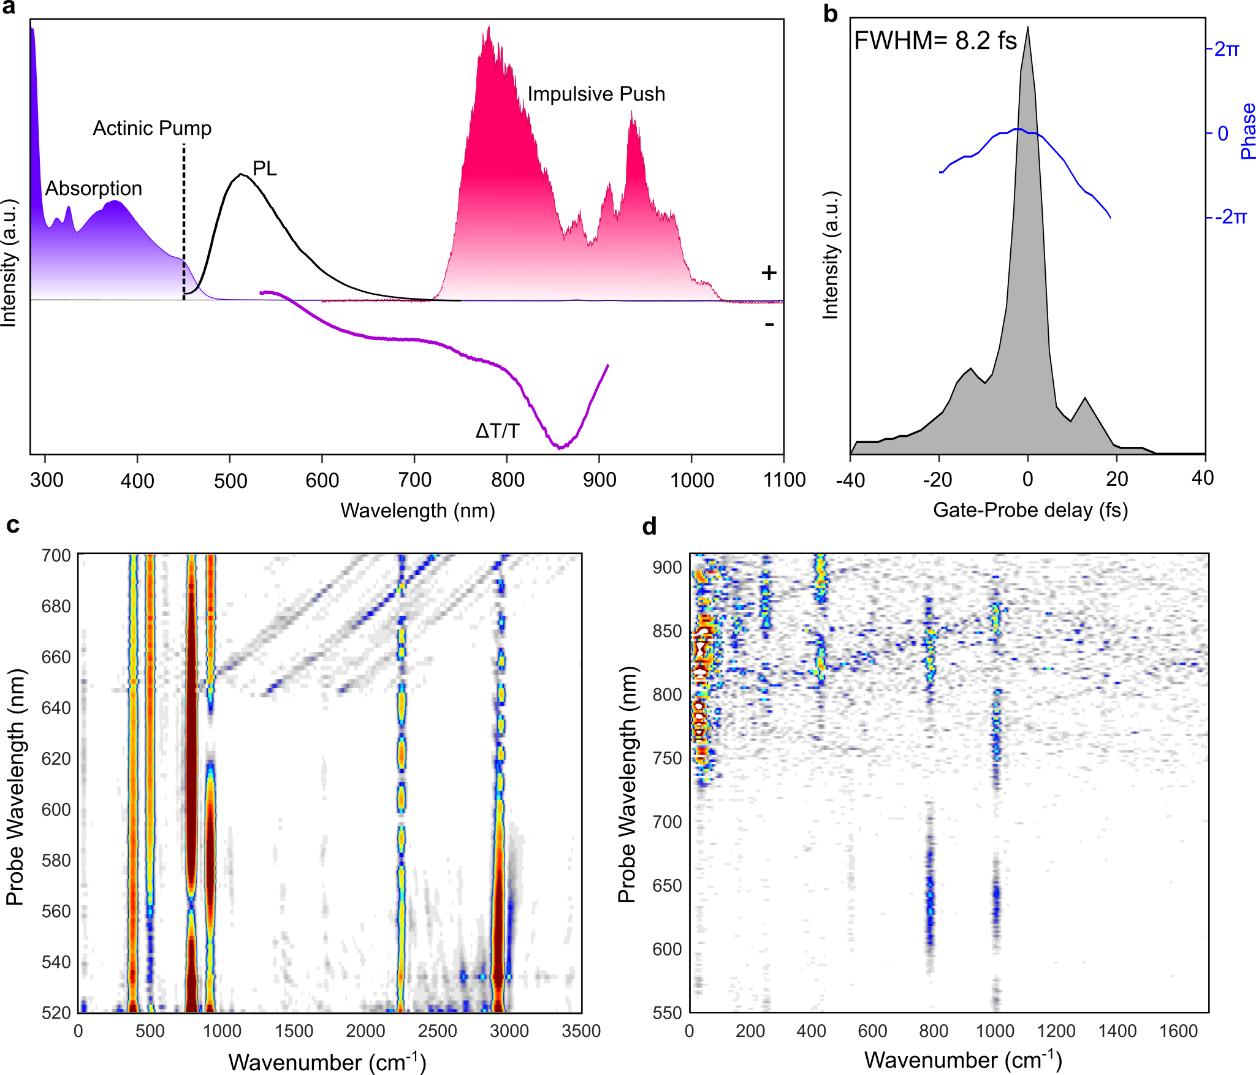 a
Absorption
Actinic Pump
PL
Impulsive Push
+
-
ΔT/T
Intensity (a.u.)
300 400 500 600 700 800 900 1000 1100
Wavelength (nm)
b
FWHM= 8.2 fs
2π
0
-2π
Phase
Intensity (a.u.)
-40 -20 0 20 40
Gate-Probe delay (fs)
c
700
680
660
640
620
600
580
560
540
520
Probe Wavelength (nm)
0 500 1000 1500 2000 2500 3000 3500
Wavenumber (cm⁻¹)
d
900
850
800
750
700
650
600
550
Probe Wavelength (nm)
0 200 400 600 800 1000 1200 1400 1600
Wavenumber (cm⁻¹)